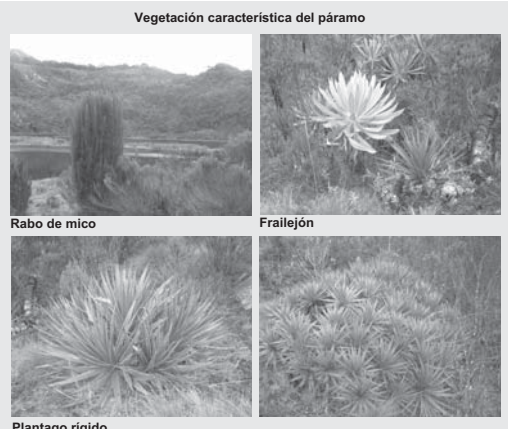 Vegetación característica del páramo
Rabo de mico
Frailejón
Plantago rígido